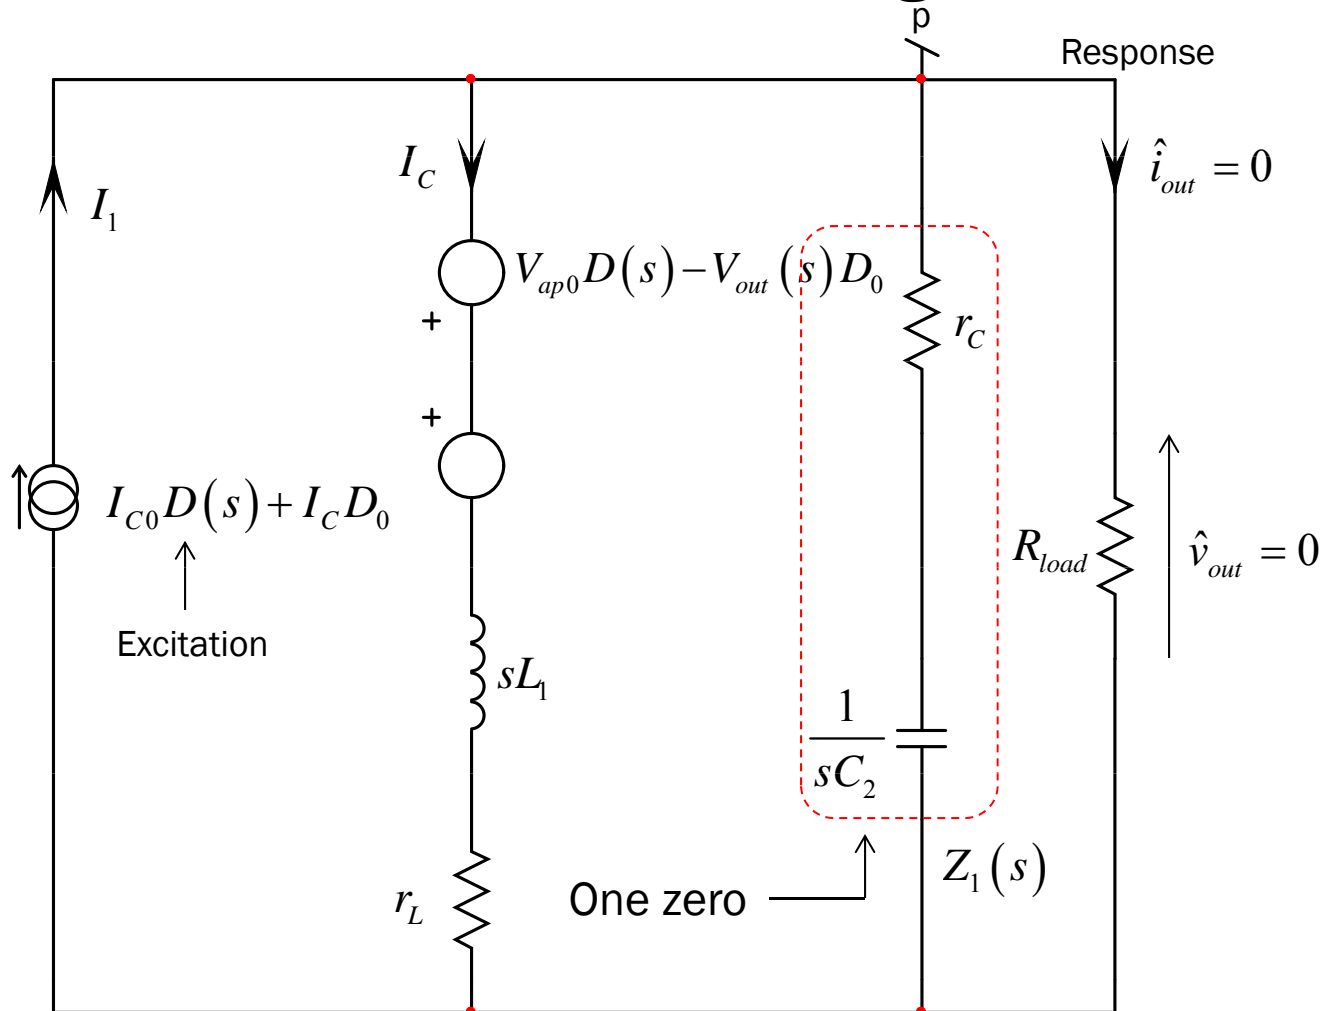 p
Response
I_C
î_out = 0
I_1
V_ap0 D(s) − V_out(s) D_0
+
r_C
+
I_C0 D(s) + I_C D_0
R_load
v̂_out = 0
Excitation
sL_1
1
sC_2
Z_1(s)
r_L
One zero